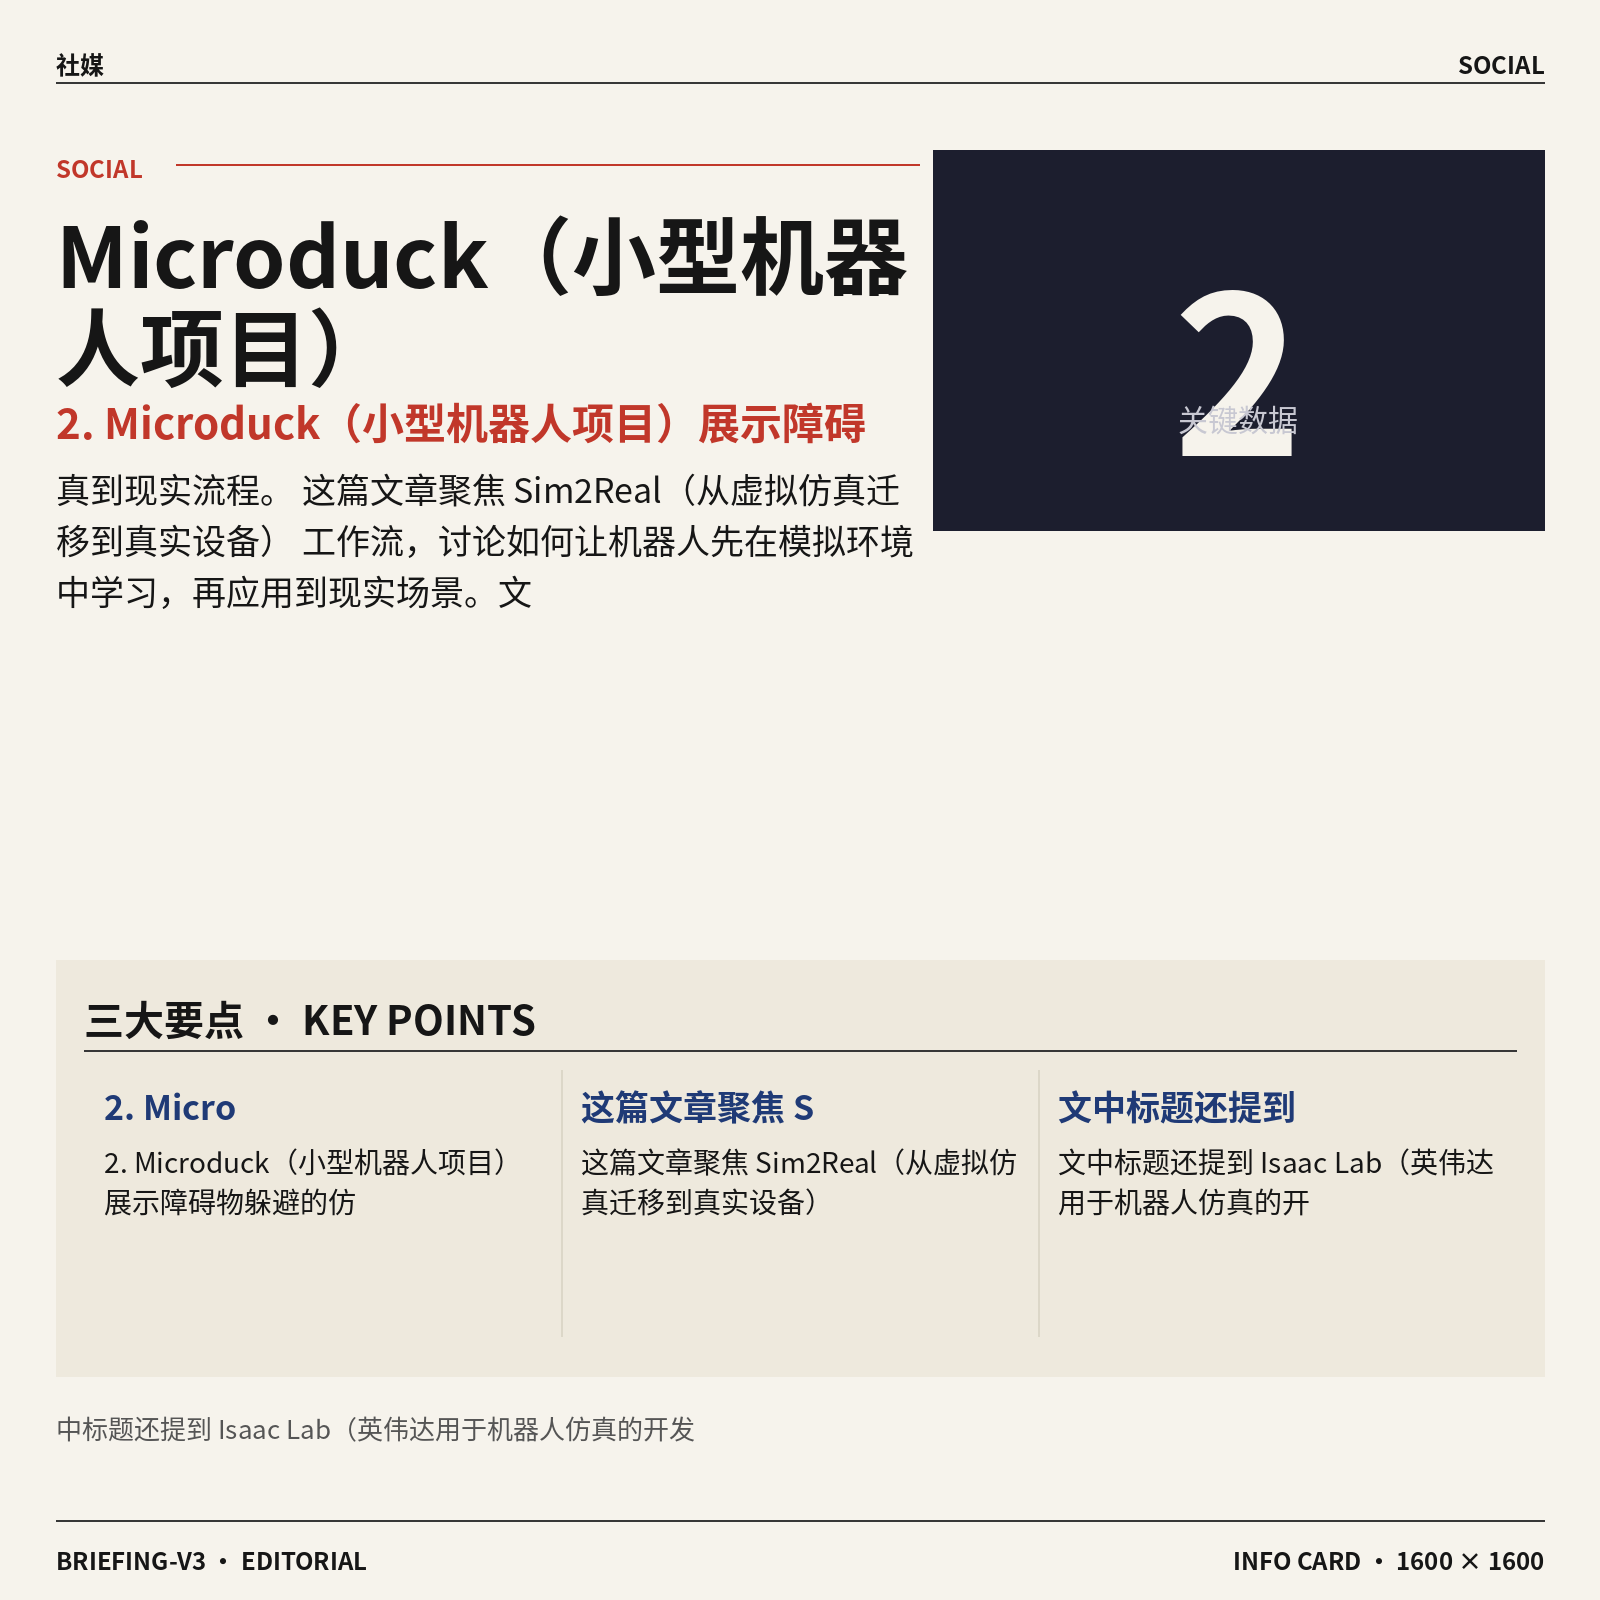 社媒
SOCIAL
SOCIAL
Microduck（小型机器
人项目）
2. Microduck（小型机器人项目）展示障碍
真到现实流程。 这篇文章聚焦 Sim2Real（从虚拟仿真迁
移到真实设备） 工作流，讨论如何让机器人先在模拟环境
中学习，再应用到现实场景。文
2
关键数据
三大要点 · KEY POINTS
2. Micro
2. Microduck（小型机器人项目）
展示障碍物躲避的仿
这篇文章聚焦 S
这篇文章聚焦 Sim2Real（从虚拟仿
真迁移到真实设备）
文中标题还提到
文中标题还提到 Isaac Lab（英伟达
用于机器人仿真的开
中标题还提到 Isaac Lab（英伟达用于机器人仿真的开发
BRIEFING-V3 · EDITORIAL
INFO CARD · 1600 × 1600